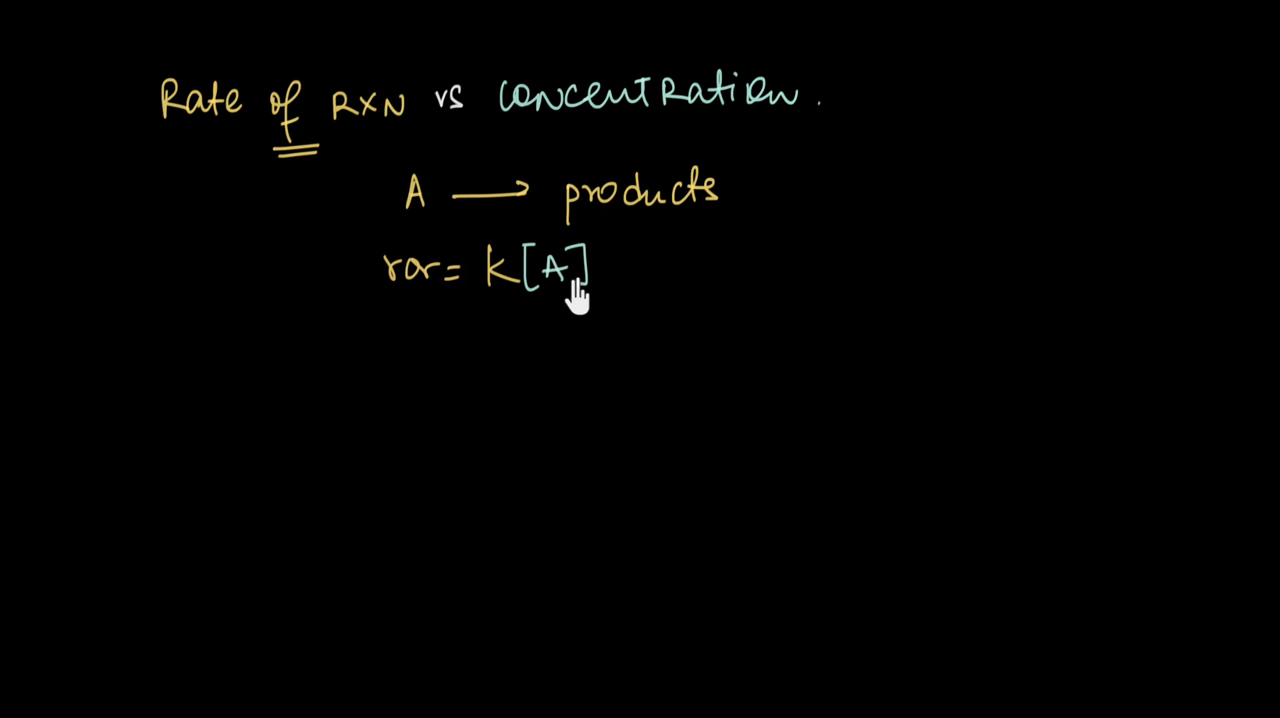 Rate of RXN vs concentration.
A → products
ror = k[A]